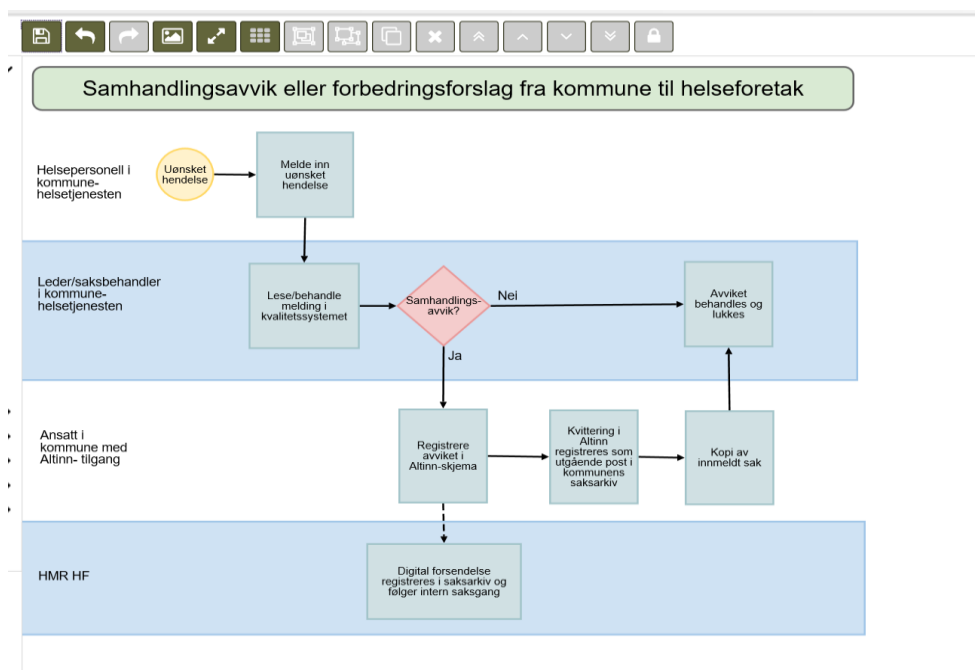 Samhandlingsavvik eller forbedringsforslag fra kommune til helseforetak
Helsepersonell i
kommune-
helsetjenesten
Uønsket
hendelse
Melde inn
uønsket
hendelse
Leder/saksbehandler
i kommune-
helsetjenesten
Lese/behandle
melding i
kvalitetssystemet
Samhandlings-
avvik?
Nei
Avviket
behandles og
lukkes
Ja
Ansatt i
kommune med
Altinn- tilgang
Registrere
avviket i
Altinn-skjema
Kvittering i
Altinn
registreres som
utgående post i
kommunens
saksarkiv
Kopi av
innmeldt sak
HMR HF
Digital forsendelse
registreres i saksarkiv og
følger intern saksgang